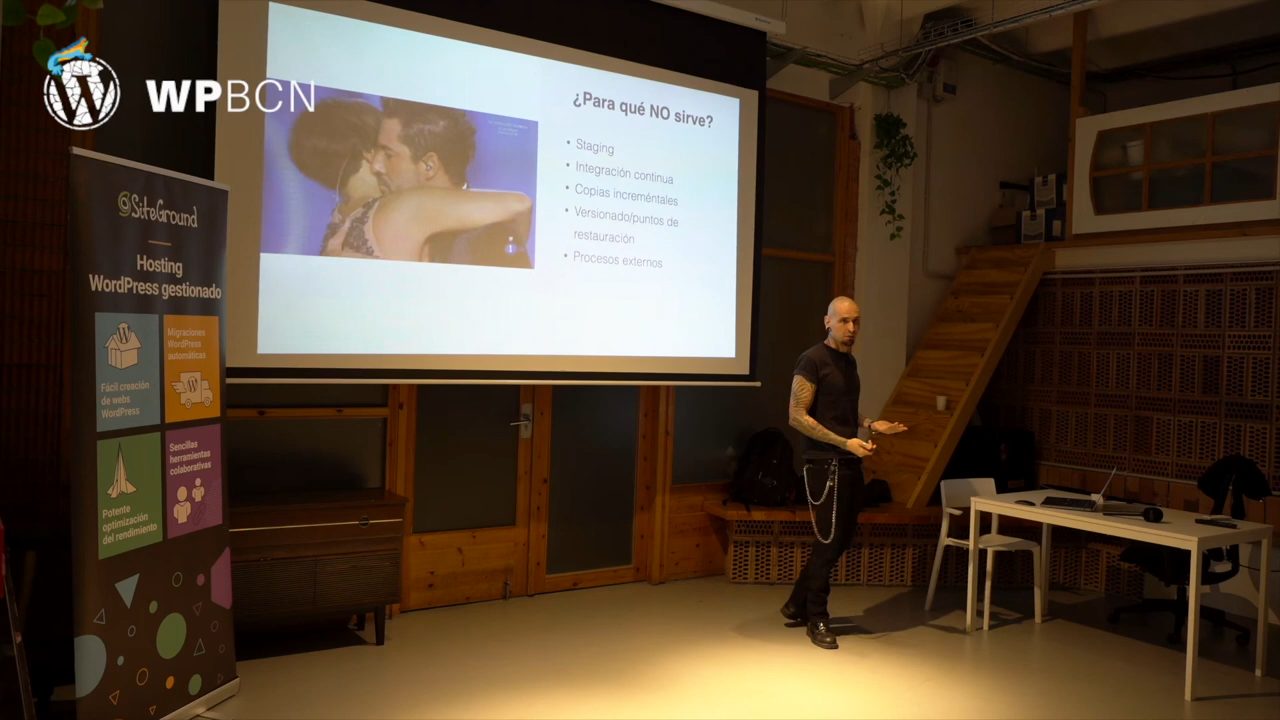 WPBCN
SiteGround
Hosting
WordPress gestionado
Fácil creación
de webs
WordPress
Migraciones
WordPress
automáticas
Potente
optimización
del rendimiento
Sencillas
herramientas
colaborativas
¿Para qué NO sirve?
• Staging
• Integración continua
• Copias increméntales
• Versionado/puntos de
restauración
• Procesos externos